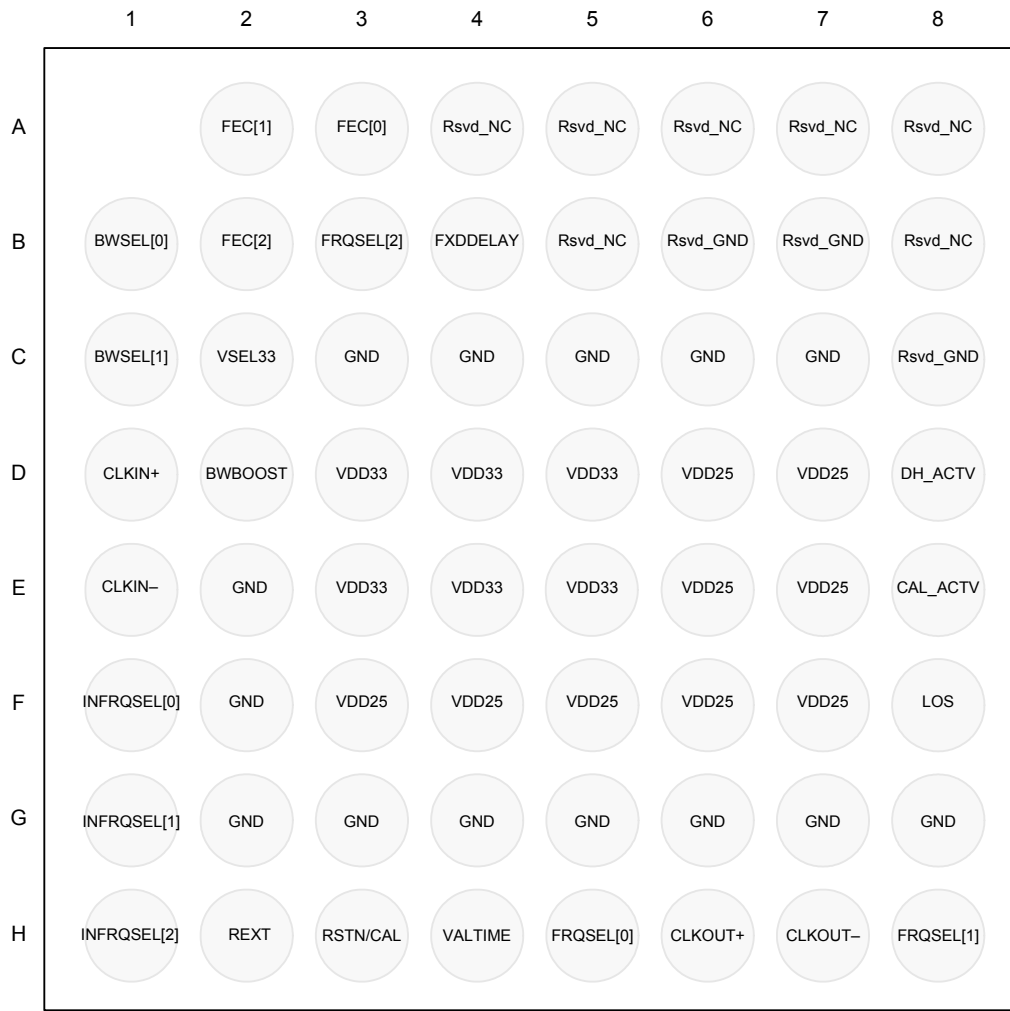 1 2 3 4 5 6 7 8
A FEC[1] FEC[0] Rsvd_NC Rsvd_NC Rsvd_NC Rsvd_NC Rsvd_NC
B BWSEL[0] FEC[2] FRQSEL[2] FXDDELAY Rsvd_NC Rsvd_GND Rsvd_GND Rsvd_NC
C BWSEL[1] VSEL33 GND GND GND GND GND Rsvd_GND
D CLKIN+ BWBOOST VDD33 VDD33 VDD33 VDD25 VDD25 DH_ACTV
E CLKIN– GND VDD33 VDD33 VDD33 VDD25 VDD25 CAL_ACTV
F INFRQSEL[0] GND VDD25 VDD25 VDD25 VDD25 VDD25 LOS
G INFRQSEL[1] GND GND GND GND GND GND GND
H INFRQSEL[2] REXT RSTN/CAL VALTIME FRQSEL[0] CLKOUT+ CLKOUT– FRQSEL[1]